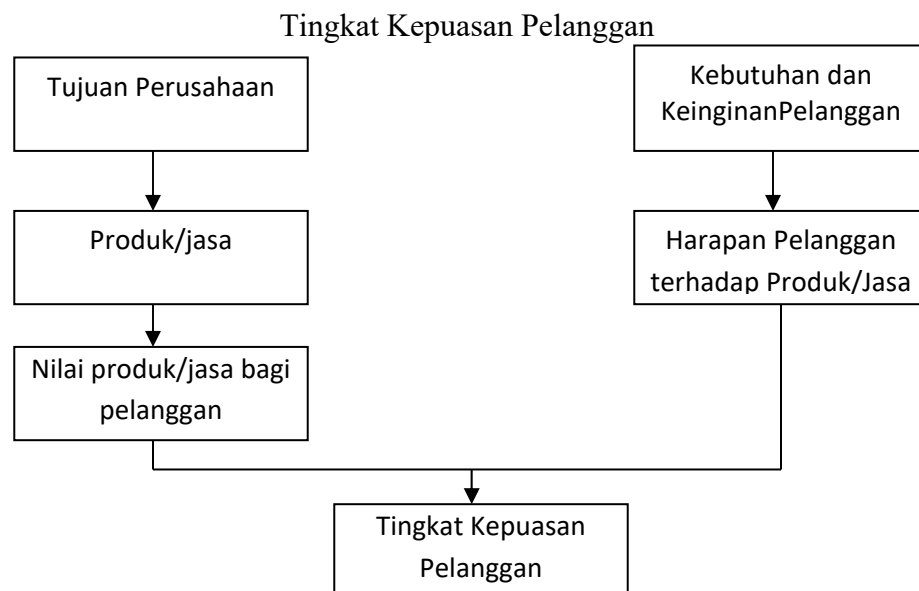 Tingkat Kepuasan Pelanggan
Tujuan Perusahaan
Kebutuhan dan
KeinginanPelanggan
Produk/jasa
Harapan Pelanggan
terhadap Produk/Jasa
Nilai produk/jasa bagi
pelanggan
Tingkat Kepuasan
Pelanggan